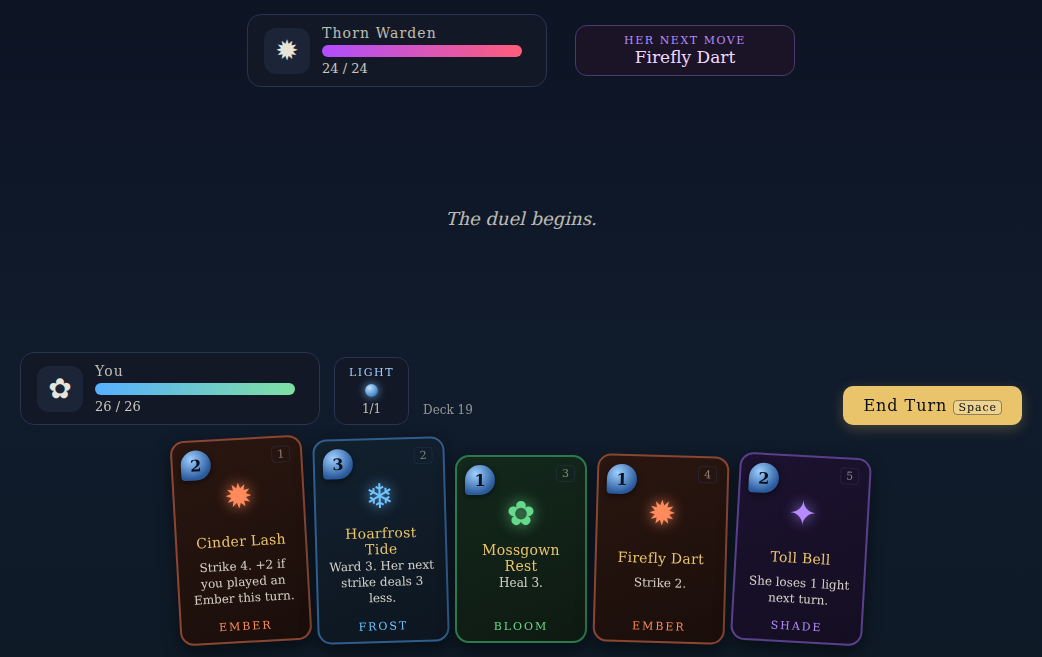 Thorn Warden
24 / 24
HER NEXT MOVE
Firefly Dart
The duel begins.
You
26 / 26
LIGHT
1/1
Deck 19
End Turn Space
2
1
Cinder Lash
Strike 4. +2 if
you played an
Ember this turn.
EMBER
3
2
Hoarfrost
Tide
Ward 3. Her next
strike deals 3
less.
FROST
1
3
Mossgown
Rest
Heal 3.
BLOOM
1
4
Firefly Dart
Strike 2.
EMBER
2
5
Toll Bell
She loses 1 light
next turn.
SHADE